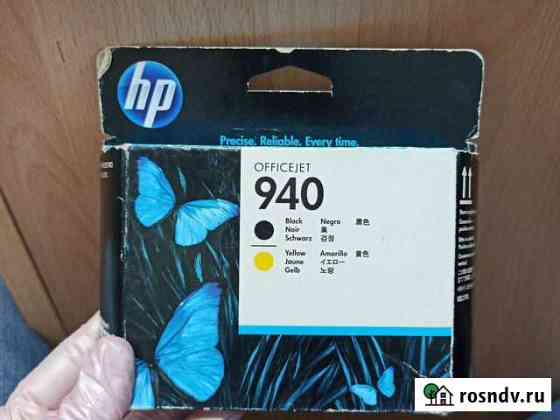 hp
Precise. Reliable. Every time.
OFFICEJET
940
Black Negro 黑色
Noir 黒
Schwarz 검정
Yellow Amarillo 黃色
Jaune イエロー
Gelb 노랑
rosndv.ru